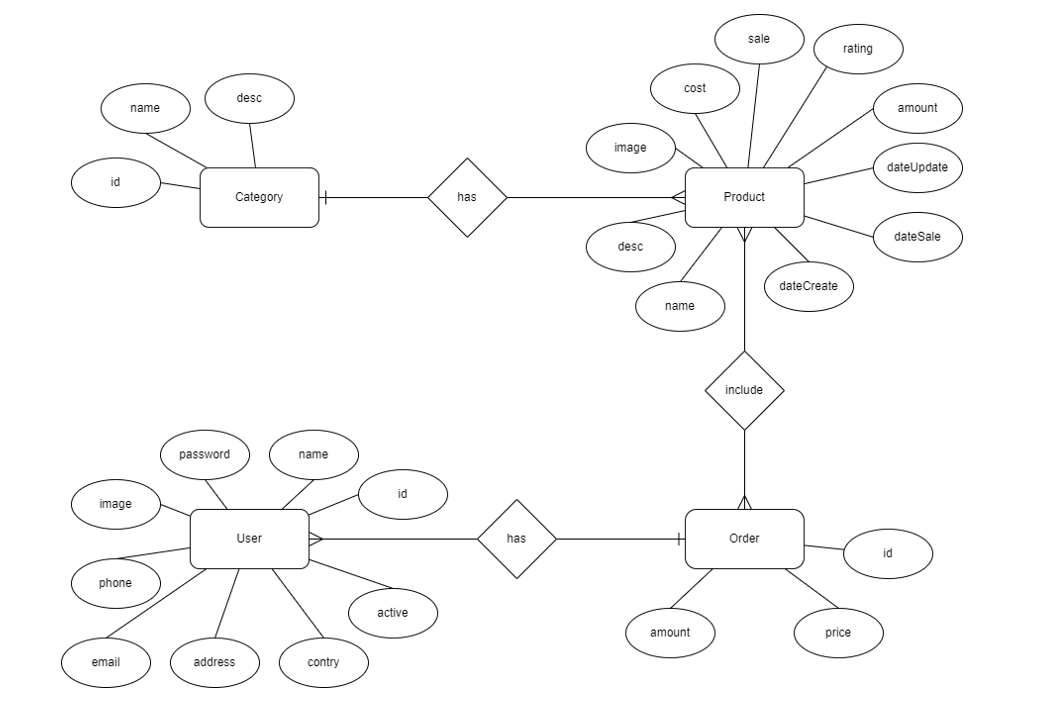 sale
rating
desc
cost
name
amount
image
dateUpdate
id
Category
has
Product
dateSale
desc
dateCreate
name
include
password
name
id
image
User
has
Order
id
phone
active
amount
price
email
address
contry